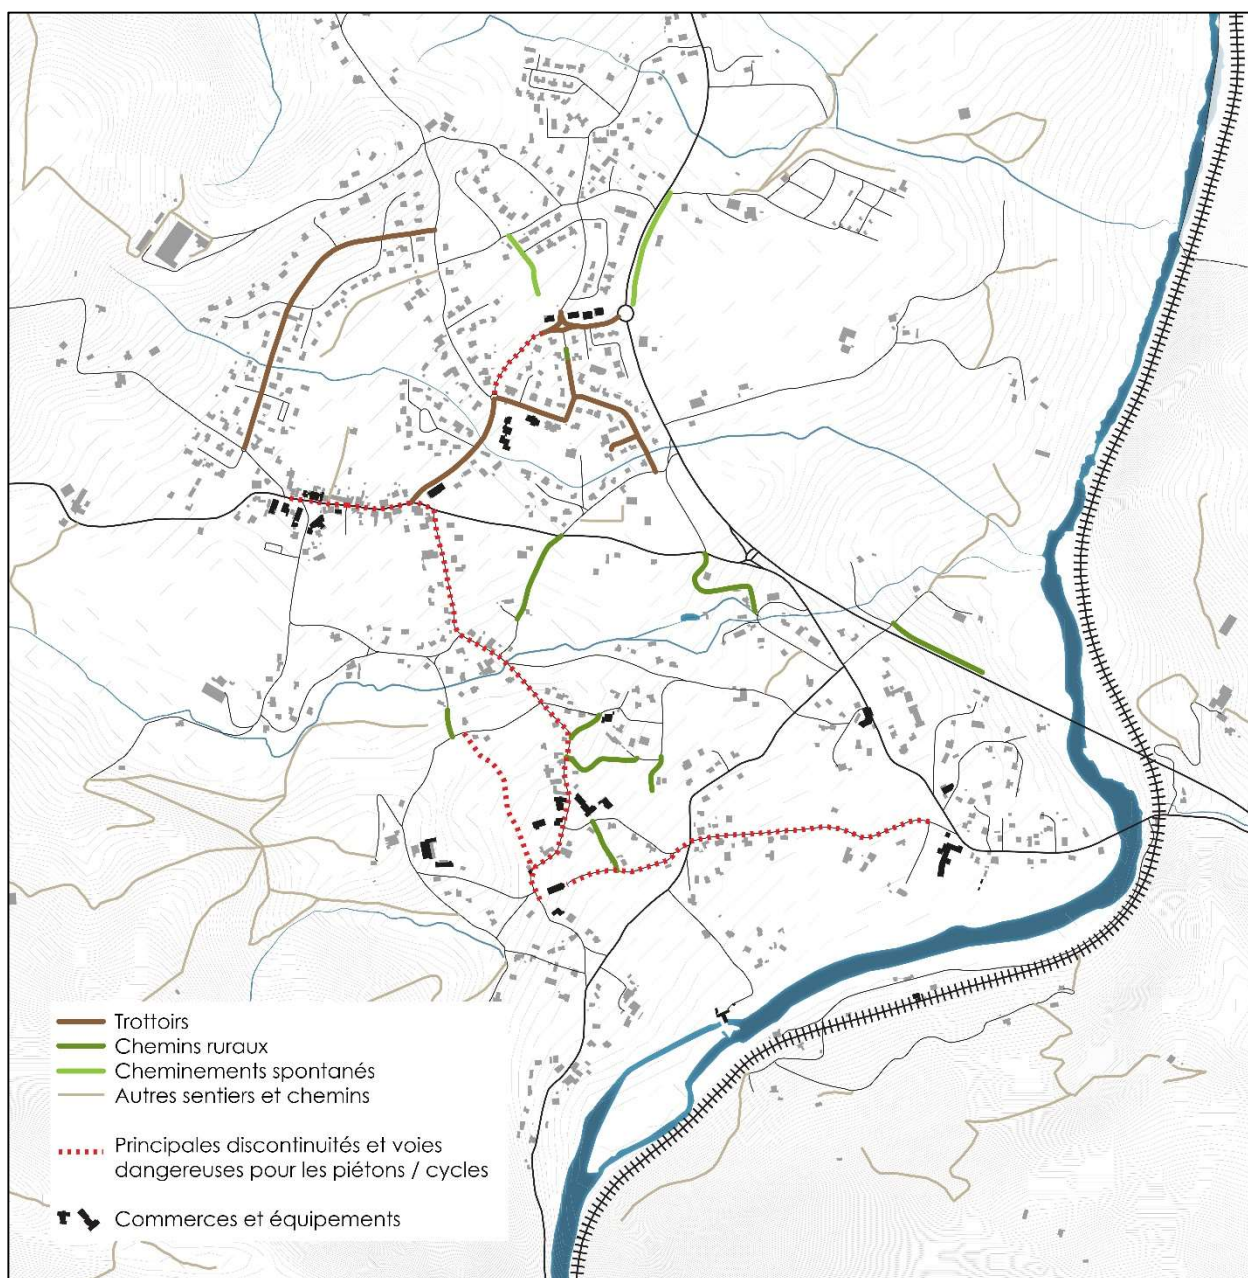 Trottoirs
Chemins ruraux
Cheminements spontanés
Autres sentiers et chemins
Principales discontinuités et voies
dangereuses pour les piétons / cycles
Commerces et équipements